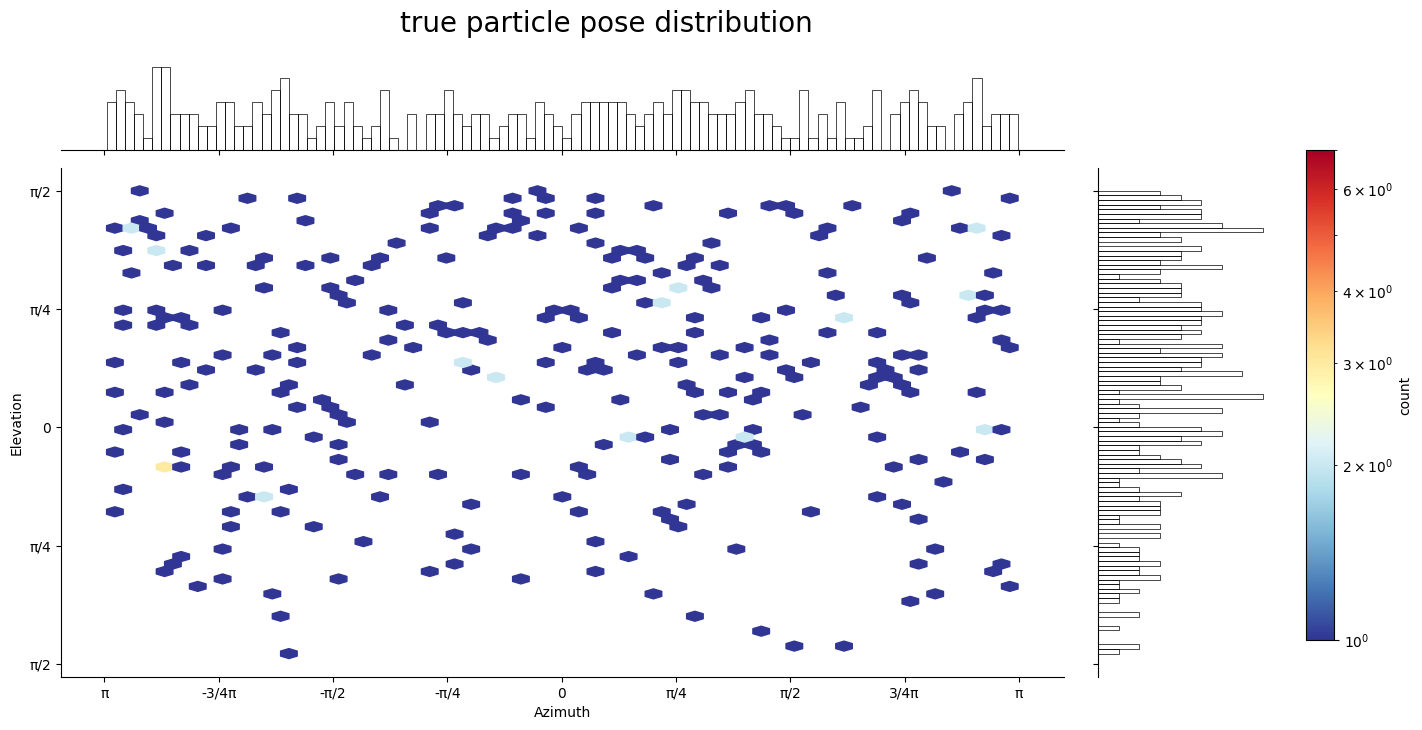 true particle pose distribution
π/2
π/4
0
π/4
π/2
Elevation
π
-3/4π
-π/2
-π/4
0
π/4
π/2
3/4π
π
Azimuth
6 × 10⁰
4 × 10⁰
3 × 10⁰
2 × 10⁰
10⁰
count